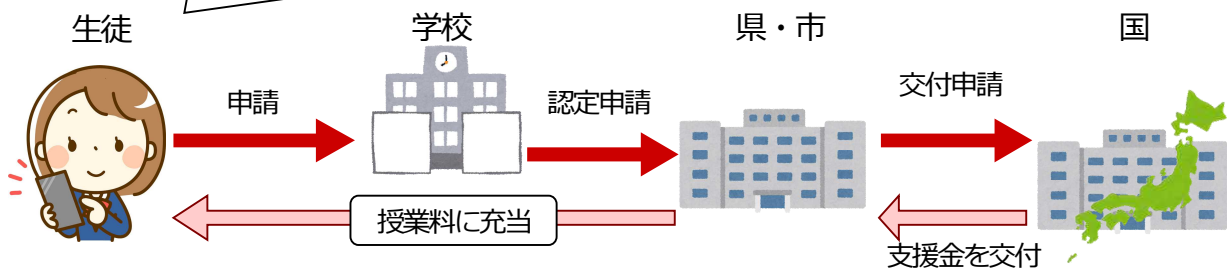 生徒
学校
県・市
国
申請
認定申請
交付申請
授業料に充当
支援金を交付